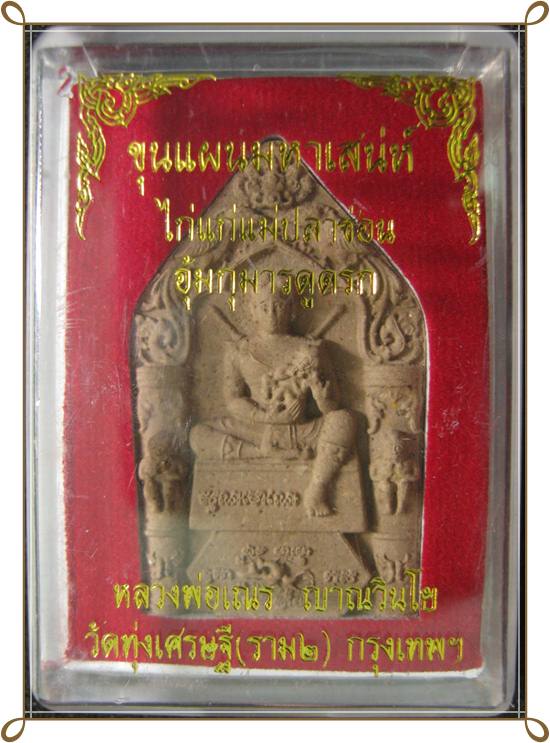 ขุนแผนมหาเสน่ห์
ไก่แก่แม่ปลาช่อน
อุ้มกุมารดูดรก
หลวงพ่อเณร ญาณวินโย
วัดทุ่งเศรษฐี(ราม๒) กรุงเทพฯ